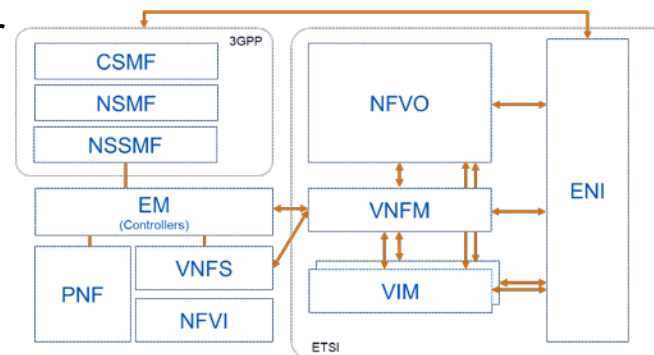 3GPP
CSMF
NSMF
NSSMF
EM
(Controllers)
PNF
VNFS
NFVI
NFVO
VNFM
VIM
ENI
ETSI